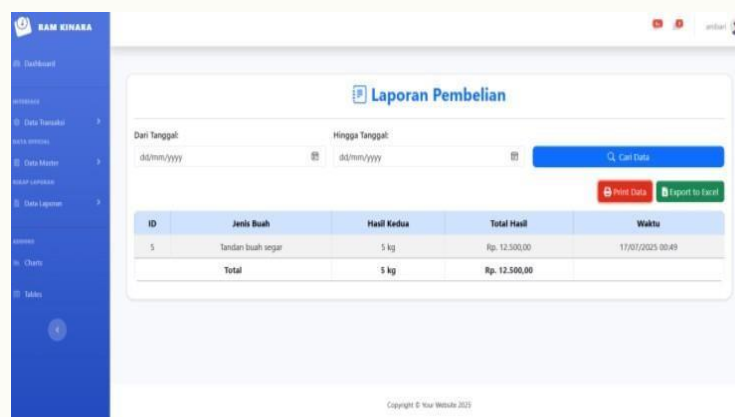 RAM KINARA
ambari
Dashboard
INTERFACE
Data Transaksi
Data Master
Data Laporan
Charts
Tables
Laporan Pembelian
Dari Tanggal:
Hingga Tanggal:
dd/mm/yyyy
dd/mm/yyyy
Cari Data
Print Data
Export to Excel
ID Jenis Buah Hasil Kedua Total Hasil Waktu
5 Tandan buah segar 5 kg Rp. 12.500,00 17/07/2025 00:49
Total 5 kg Rp. 12.500,00
Copyright © Your Website 2025